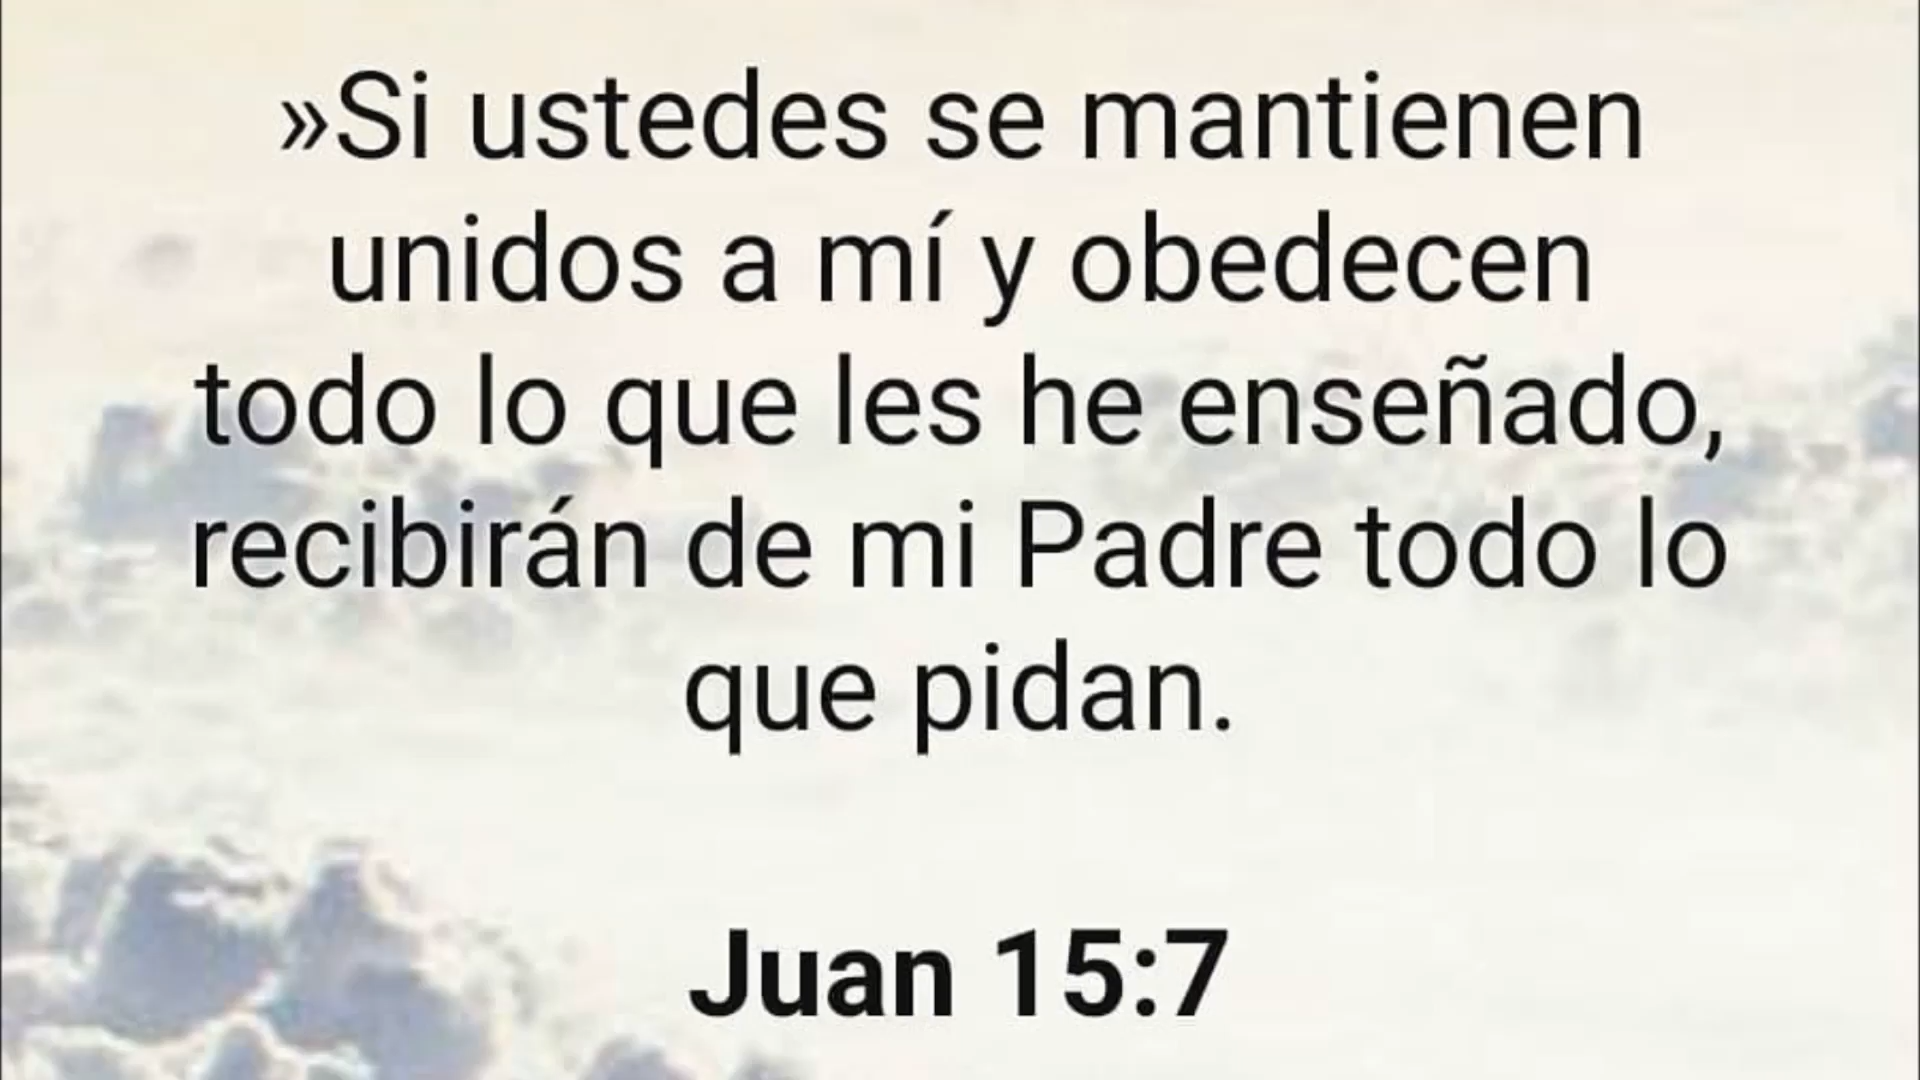 »Si ustedes se mantienen
unidos a mí y obedecen
todo lo que les he enseñado,
recibirán de mi Padre todo lo
que pidan.
Juan 15:7